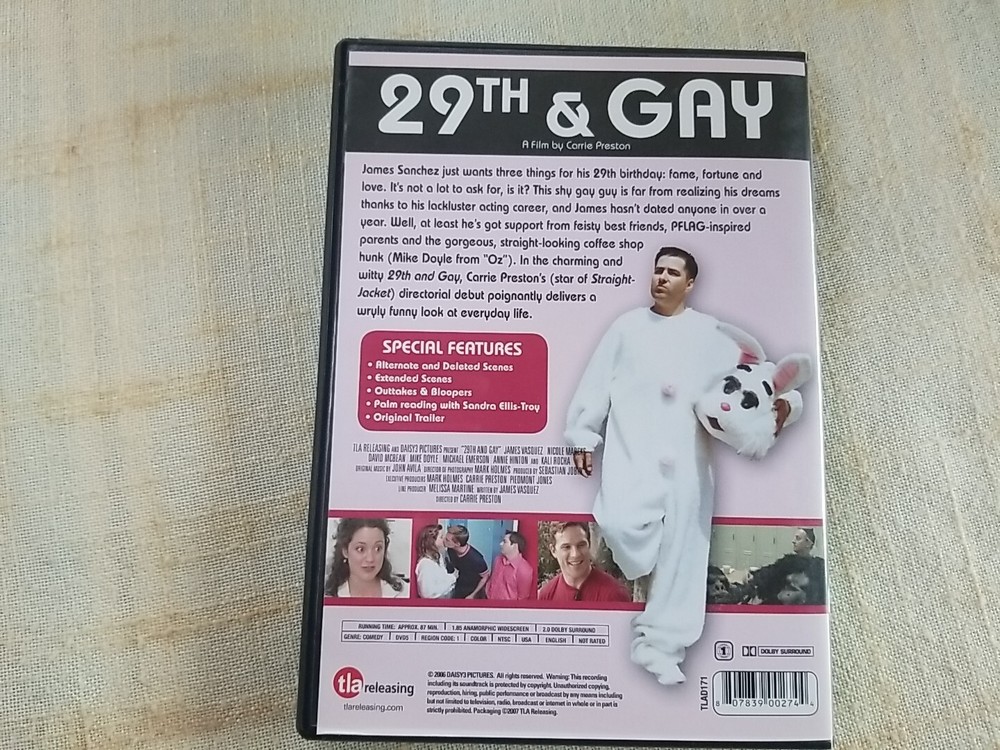 29TH & GAY
A Film by Carrie Preston
James Sanchez just wants three things for his 29th birthday: fame, fortune and
love. It's not a lot to ask for, is it? This shy gay guy is far from realizing his dreams
thanks to his lackluster acting career, and James hasn't dated anyone in over a
year. Well, at least he's got support from feisty best friends, PFLAG-inspired
parents and the gorgeous, straight-looking coffee shop
hunk (Mike Doyle from "Oz"). In the charming and
witty 29th and Gay, Carrie Preston's (star of Straight-
Jacket) directorial debut poignantly delivers a
wryly funny look at everyday life.
SPECIAL FEATURES
• Alternate and Deleted Scenes
• Extended Scenes
• Outtakes & Bloopers
• Palm reading with Sandra Ellis-Troy
• Original Trailer
TLA RELEASING AND DAISY3 PICTURES PRESENT "29TH AND GAY" JAMES VASQUEZ NICOLE
DAVID MCBEAN MIKE DOYLE MICHAEL EMERSON ANNIE HINTON AND KALI ROCHA
ORIGINAL MUSIC BY JOHN AVILA DIRECTOR OF PHOTOGRAPHY MARK HOLMES PRODUCED BY SEBASTIAN
EXECUTIVE PRODUCERS MARK HOLMES CARRIE PRESTON PIEDMONT JONES
LINE PRODUCER MELISSA MARTINE WRITTEN BY JAMES VASQUEZ
DIRECTED BY CARRIE PRESTON
RUNNING TIME: APPROX. 87 MIN. 1.85 ANAMORPHIC WIDESCREEN 2.0 DOLBY SURROUND
GENRE: COMEDY DVD5 REGION CODE: 1 COLOR NTSC USA ENGLISH NOT RATED
1 DOLBY SURROUND
tla releasing
tlareleasing.com
© 2006 DAISY3 PICTURES. All rights reserved. Warning: This recording
including its soundtrack is protected by copyright. Unauthorized copying,
reproduction, hiring, public performance or broadcast by any means including
but not limited to television, radio, broadcast or internet in whole or in part is
strictly prohibited. Packaging ©2007 TLA Releasing.
TLAD171
8 07839 00274 4